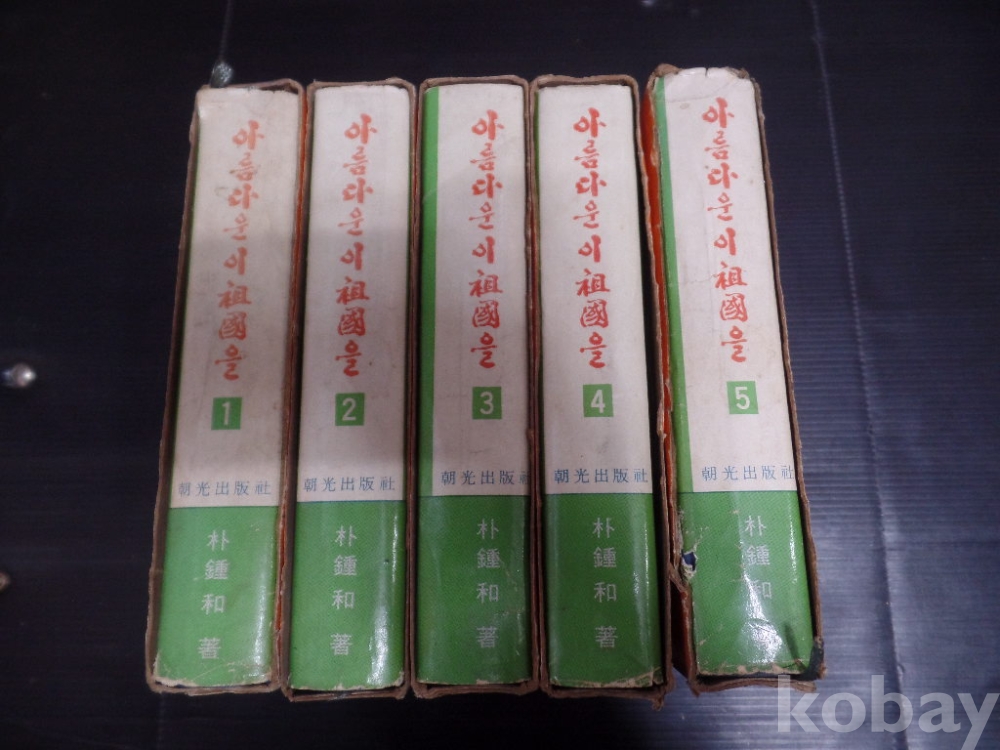 아름다운 이 祖國을
1
朝光出版社
朴鍾和 著
아름다운 이 祖國을
2
朝光出版社
朴鍾和 著
아름다운 이 祖國을
3
朝光出版社
朴鍾和 著
아름다운 이 祖國을
4
朝光出版社
朴鍾和 著
아름다운 이 祖國을
5
朝光出版社
朴鍾和 著
kobay